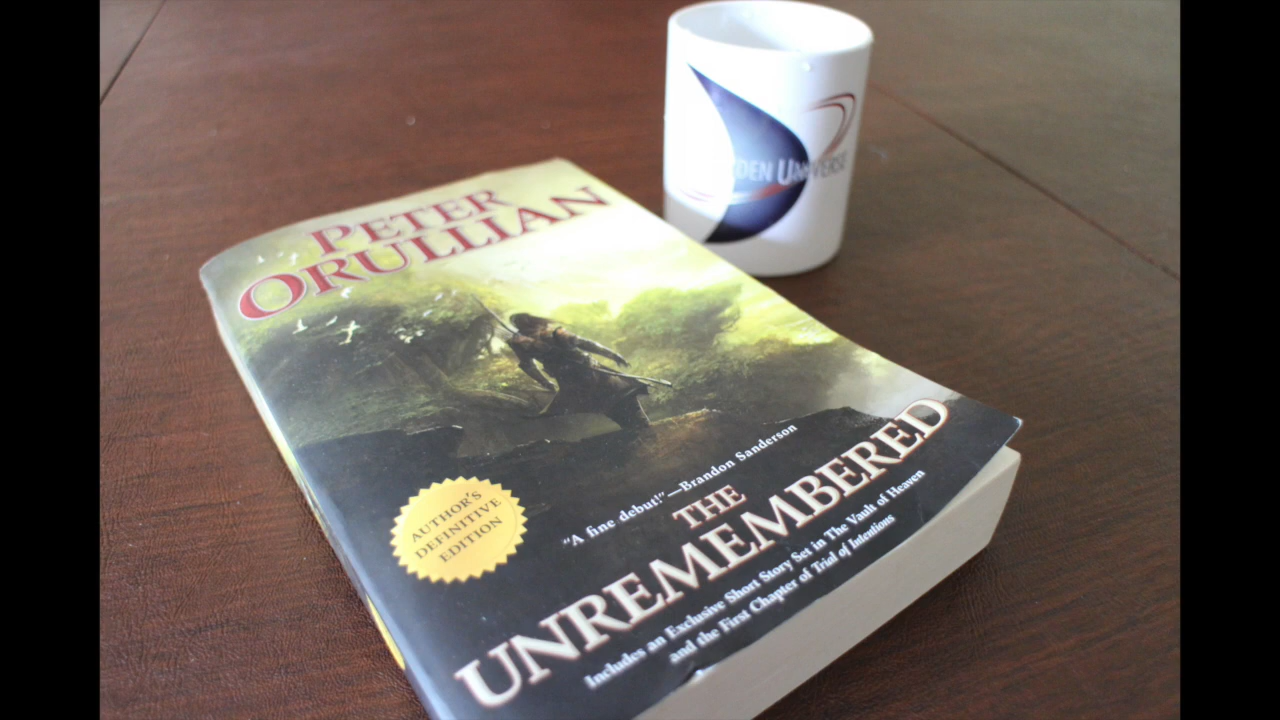 PETER
ORULLIAN
AUTHOR'S
DEFINITIVE
EDITION
"A fine debut!"—Brandon Sanderson
THE
UNREMEMBERED
Includes an Exclusive Short Story Set in The Vault of Heaven
and the First Chapter of Trial of Intentions
UNIVERSE